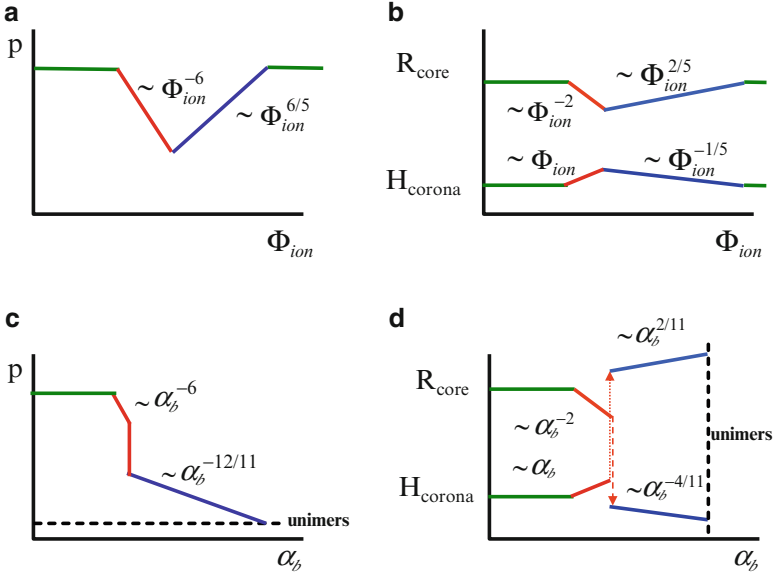 a
p
~ Φ_ion^-6
~ Φ_ion^6/5
Φ_ion
b
R_core
~ Φ_ion^2/5
~ Φ_ion^-2
~ Φ_ion
~ Φ_ion^-1/5
H_corona
Φ_ion
c
p
~ α_b^-6
~ α_b^-12/11
unimers
α_b
d
~ α_b^2/11
R_core
~ α_b^-2
unimers
~ α_b
H_corona
~ α_b^-4/11
α_b